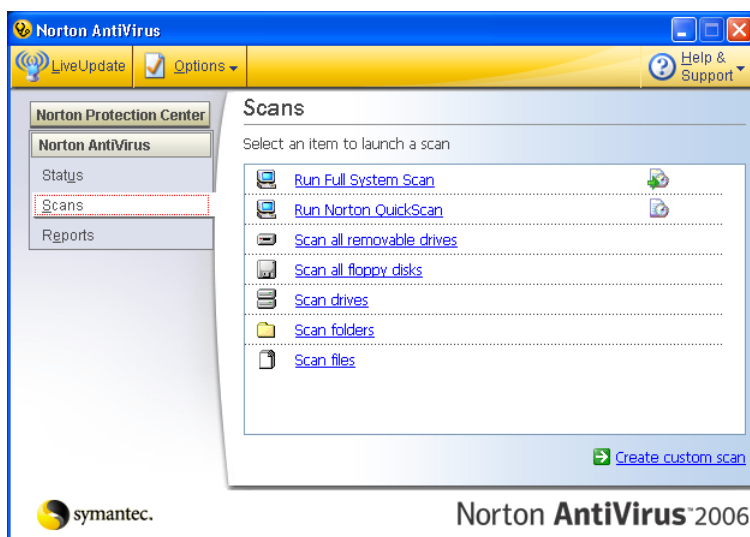 Norton AntiVirus
LiveUpdate
Options
Help &
Support
Norton Protection Center
Norton AntiVirus
Status
Scans
Reports
Scans
Select an item to launch a scan
Run Full System Scan
Run Norton QuickScan
Scan all removable drives
Scan all floppy disks
Scan drives
Scan folders
Scan files
Create custom scan
symantec.
Norton AntiVirus™2006